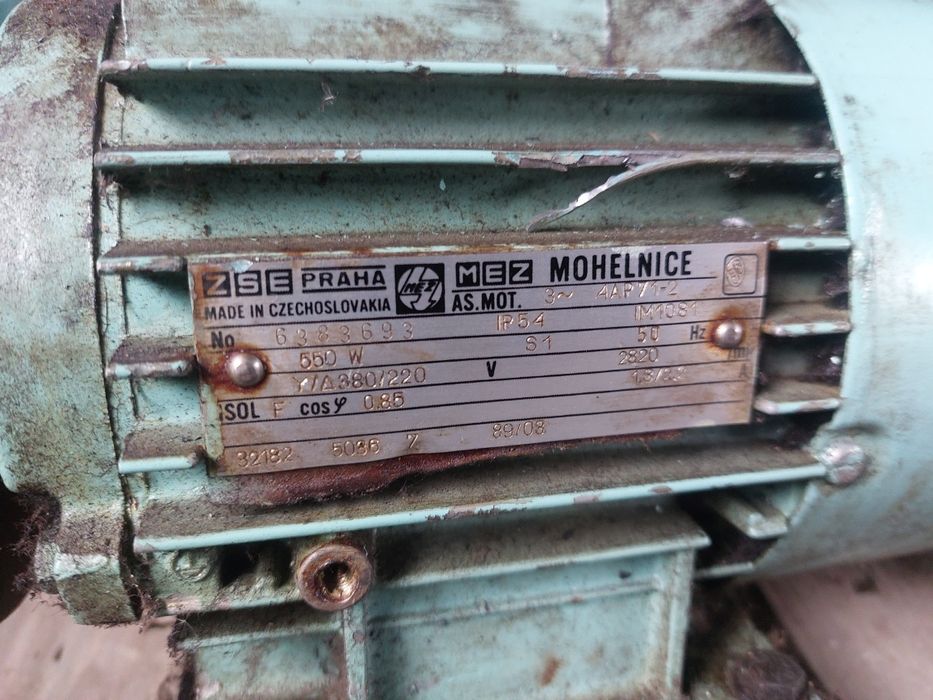 ZSE PRAHA MEZ MEZ MOHELNICE
MADE IN CZECHOSLOVAKIA AS.MOT. 3~ 4AP71-2
No 6383693 IP54 IM1081
550 W S1 50 Hz
Y/Δ380/220 V 2820
ISOL F cos φ 0.85 A
32182 5036 89/08